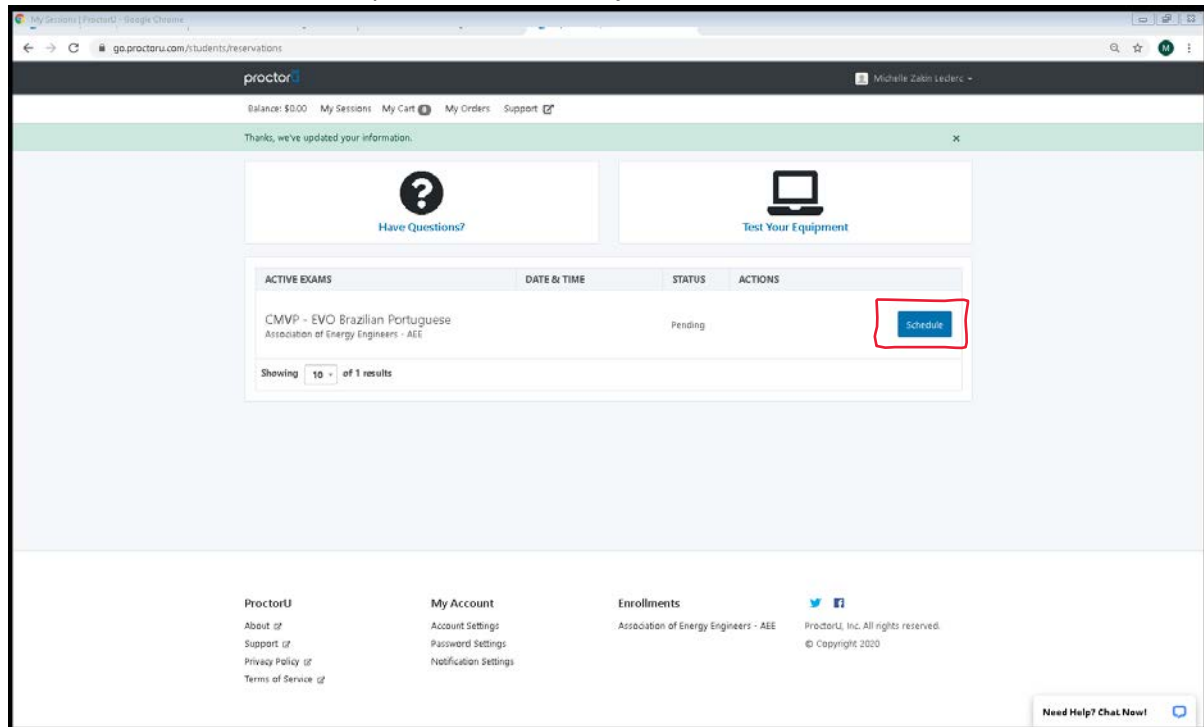 My Sessions | ProctorU - Google Chrome
go.proctoru.com/students/reservations
M
proctorU
Michelle Zabin Leclerc
Balance: $0.00 My Sessions My Cart 0 My Orders Support
Thanks, we've updated your information. ×
Have Questions?
Test Your Equipment
ACTIVE EXAMS DATE & TIME STATUS ACTIONS
CMVP - EVO Brazilian Portuguese
Association of Energy Engineers - AEE
Pending
Schedule
Showing 10 of 1 results
ProctorU My Account Enrollments
About Account Settings Association of Energy Engineers - AEE ProctorU, Inc. All rights reserved.
Support Password Settings © Copyright 2020
Privacy Policy Notification Settings
Terms of Service
Need Help? Chat Now!